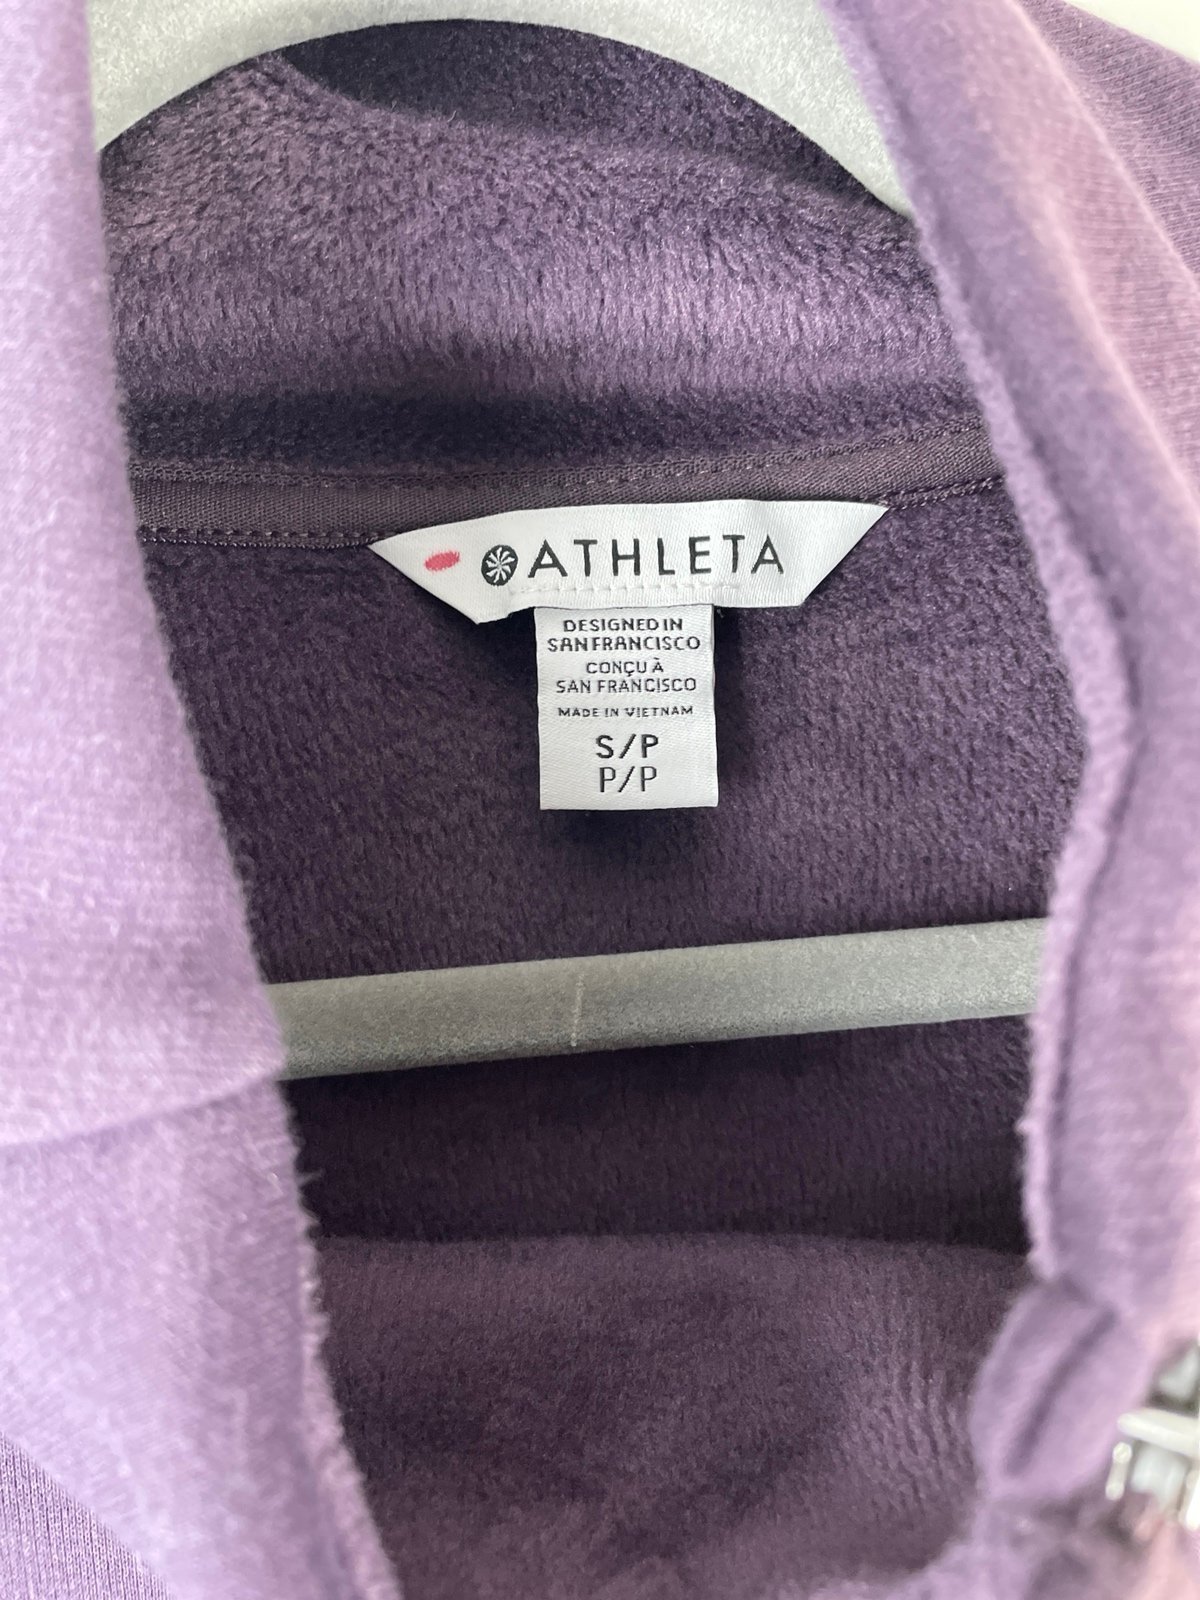 ATHLETA
DESIGNED IN
SAN FRANCISCO
CONÇU À
SAN FRANCISCO
MADE IN VIETNAM
S/P
P/P